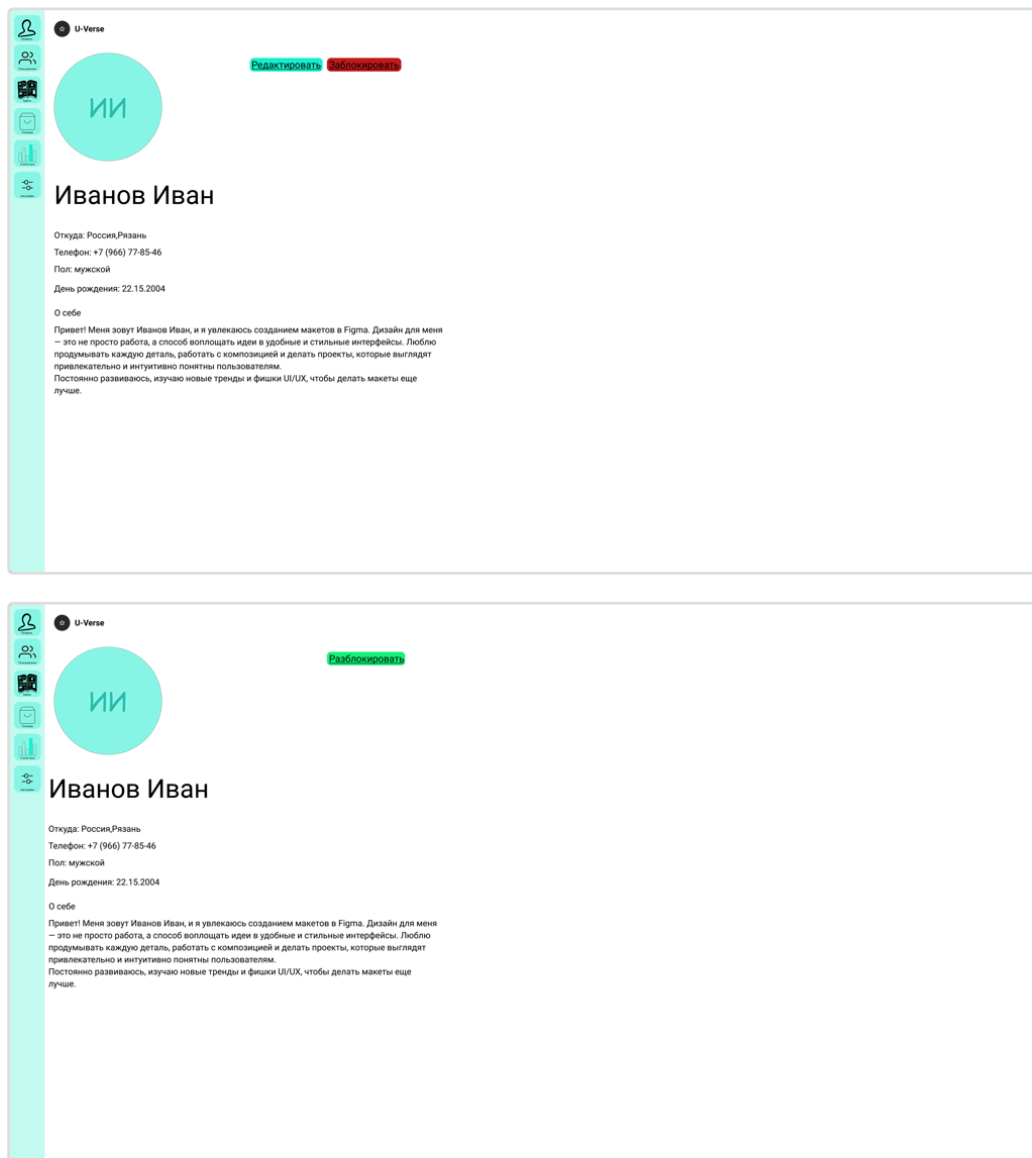 U-Verse
Редактировать Заблокировать
ИИ
Иванов Иван
Откуда: Россия,Рязань
Телефон: +7 (966) 77-85-46
Пол: мужской
День рождения: 22.15.2004
О себе
Привет! Меня зовут Иванов Иван, и я увлекаюсь созданием макетов в Figma. Дизайн для меня
— это не просто работа, а способ воплощать идеи в удобные и стильные интерфейсы. Люблю
продумывать каждую деталь, работать с композицией и делать проекты, которые выглядят
привлекательно и интуитивно понятны пользователям.
Постоянно развиваюсь, изучаю новые тренды и фишки UI/UX, чтобы делать макеты еще
лучше.
U-Verse
Разблокировать
ИИ
Иванов Иван
Откуда: Россия,Рязань
Телефон: +7 (966) 77-85-46
Пол: мужской
День рождения: 22.15.2004
О себе
Привет! Меня зовут Иванов Иван, и я увлекаюсь созданием макетов в Figma. Дизайн для меня
— это не просто работа, а способ воплощать идеи в удобные и стильные интерфейсы. Люблю
продумывать каждую деталь, работать с композицией и делать проекты, которые выглядят
привлекательно и интуитивно понятны пользователям.
Постоянно развиваюсь, изучаю новые тренды и фишки UI/UX, чтобы делать макеты еще
лучше.